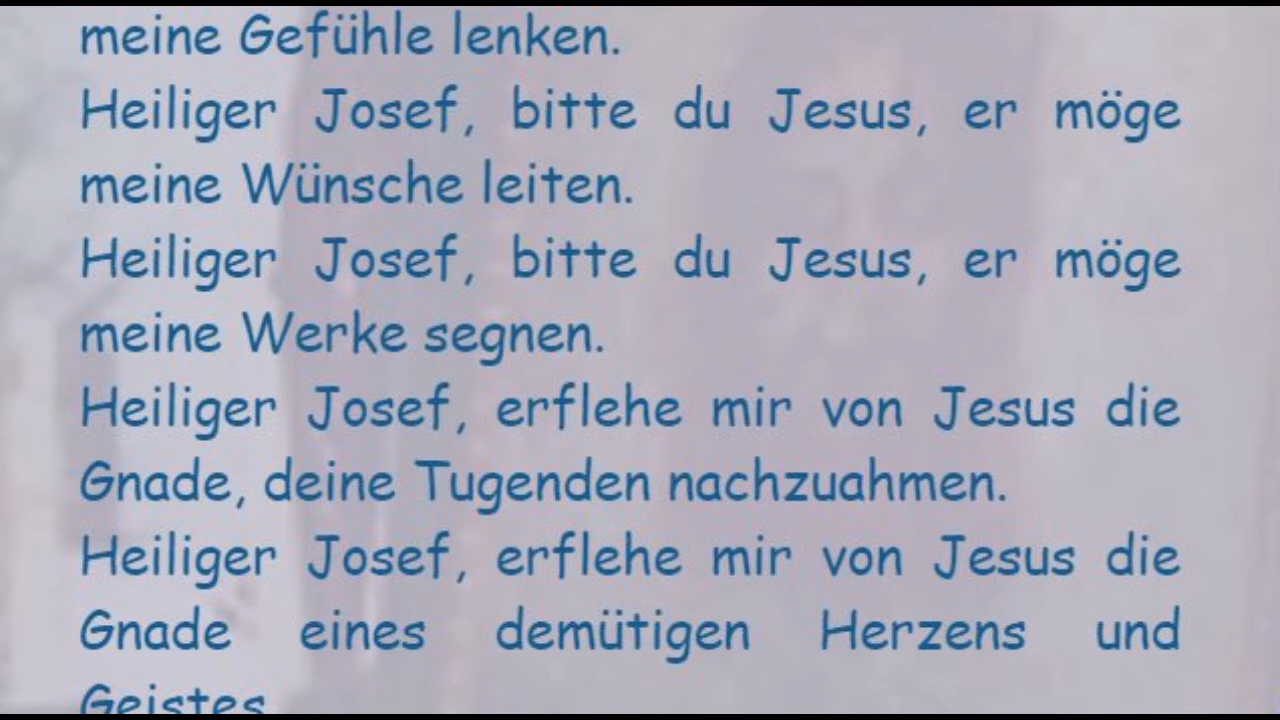 meine Gefühle lenken.
Heiliger Josef, bitte du Jesus, er möge
meine Wünsche leiten.
Heiliger Josef, bitte du Jesus, er möge
meine Werke segnen.
Heiliger Josef, erflehe mir von Jesus die
Gnade, deine Tugenden nachzuahmen.
Heiliger Josef, erflehe mir von Jesus die
Gnade eines demütigen Herzens und
Geistes